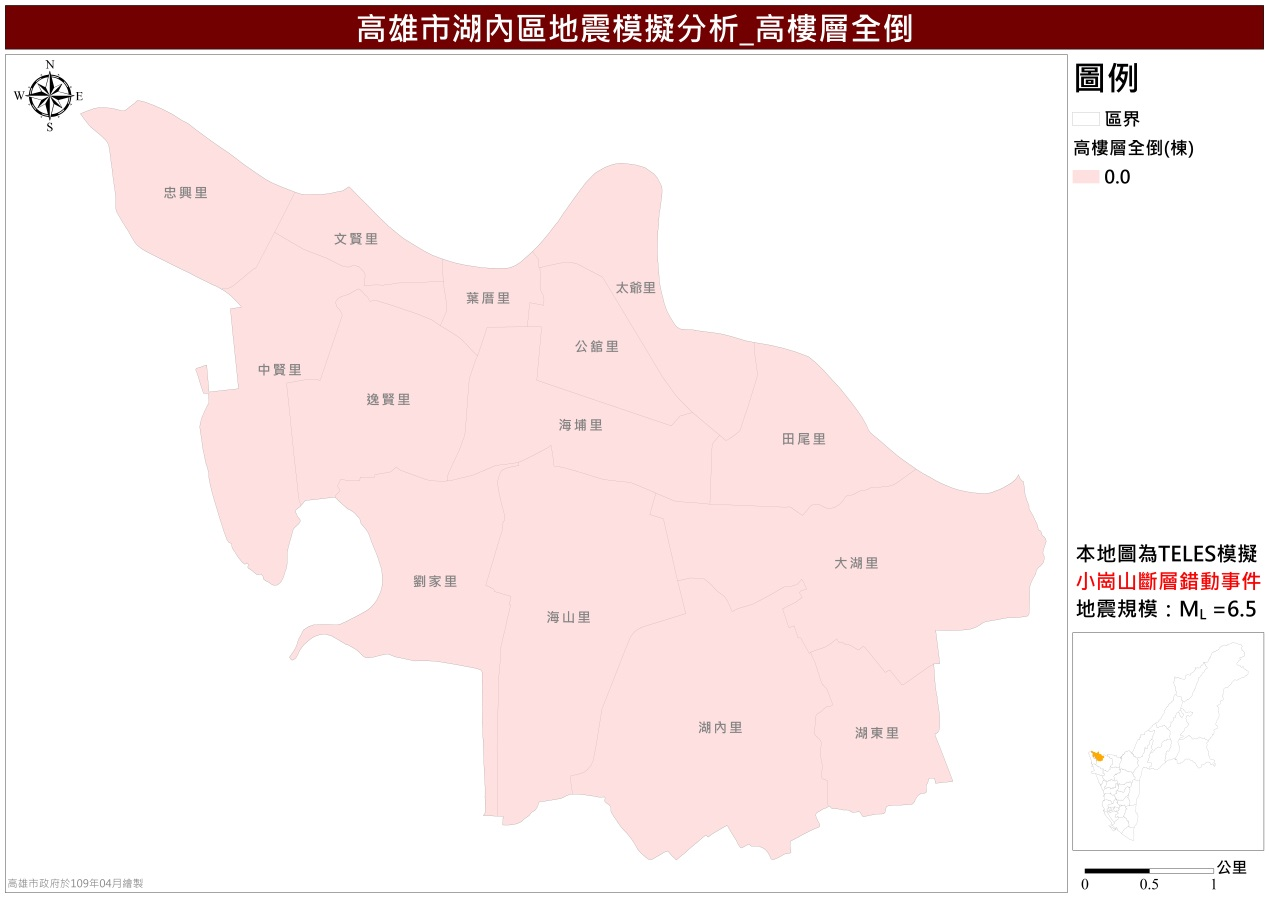 高雄市湖內區地震模擬分析_高樓層全倒
N
W
E
S
圖例
區界
高樓層全倒(棟)
0.0
忠興里
文賢里
葉厝里
太爺里
公舘里
中賢里
逸賢里
海埔里
田尾里
大湖里
劉家里
海山里
湖內里
湖東里
本地圖為TELES模擬
小崗山斷層錯動事件
地震規模：ML =6.5
公里
0 0.5 1
高雄市政府於109年04月繪製